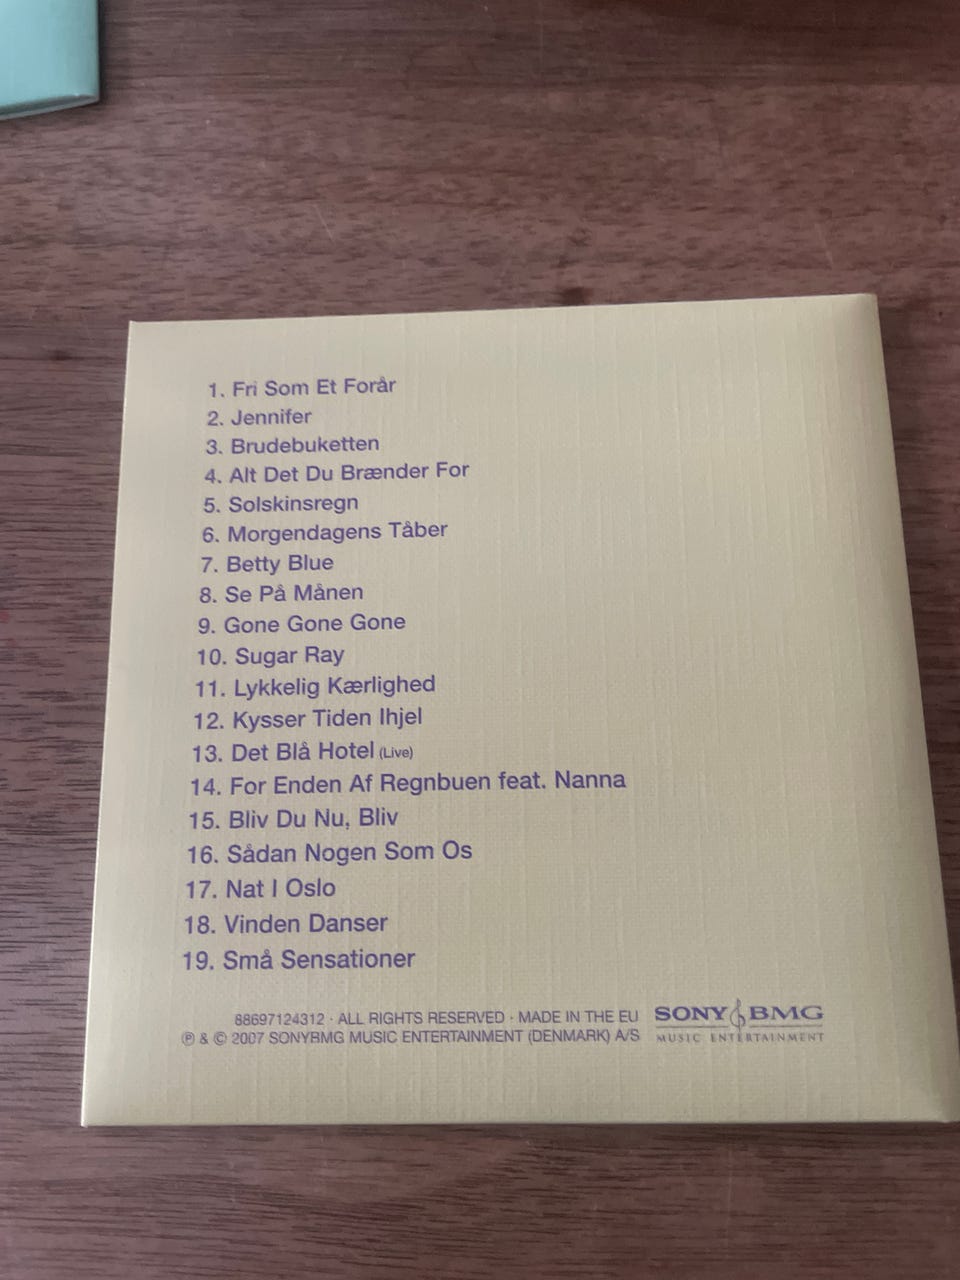 1. Fri Som Et Forår
2. Jennifer
3. Brudebuketten
4. Alt Det Du Brænder For
5. Solskinsregn
6. Morgendagens Tåber
7. Betty Blue
8. Se På Månen
9. Gone Gone Gone
10. Sugar Ray
11. Lykkelig Kærlighed
12. Kysser Tiden Ihjel
13. Det Blå Hotel (Live)
14. For Enden Af Regnbuen feat. Nanna
15. Bliv Du Nu, Bliv
16. Sådan Nogen Som Os
17. Nat I Oslo
18. Vinden Danser
19. Små Sensationer
88697124312 · ALL RIGHTS RESERVED · MADE IN THE EU
℗ & © 2007 SONYBMG MUSIC ENTERTAINMENT (DENMARK) A/S
SONY BMG
MUSIC ENTERTAINMENT